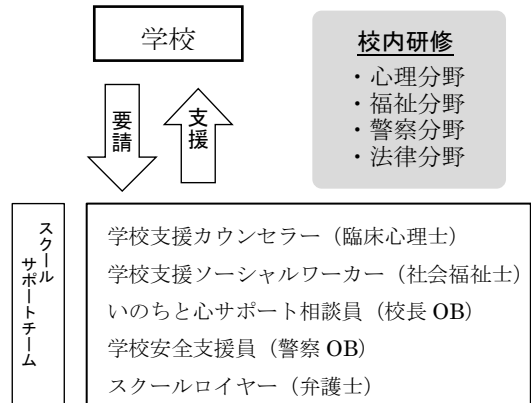 学校
校内研修
・心理分野
・福祉分野
・警察分野
・法律分野
要請
支援
スクール
サポートチーム
学校支援カウンセラー（臨床心理士）
学校支援ソーシャルワーカー（社会福祉士）
いのちと心サポート相談員（校長 OB）
学校安全支援員（警察 OB）
スクールロイヤー（弁護士）